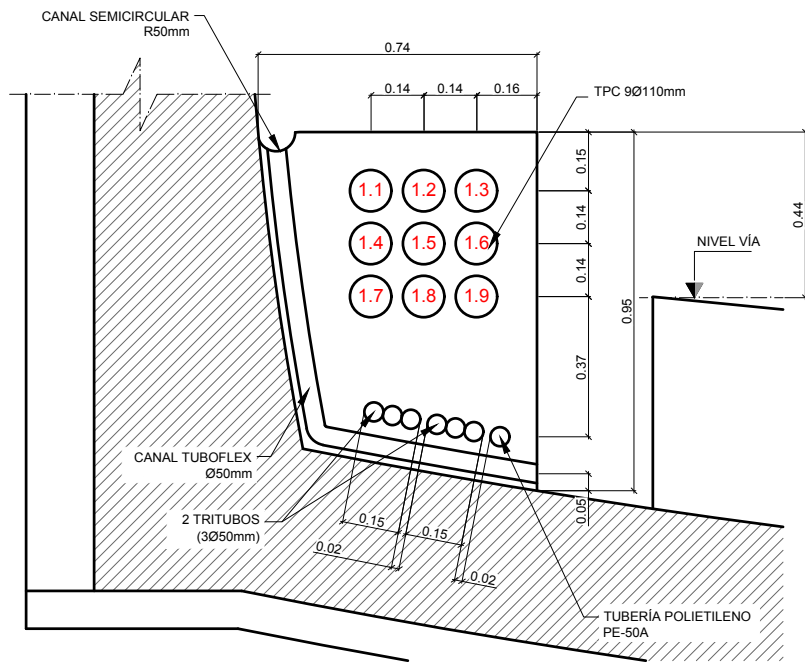 CANAL SEMICIRCULAR
R50mm
0.74
0.14
0.14
0.16
TPC 9Ø110mm
0.15
0.14
0.14
0.37
0.05
0.95
0.44
NIVEL VÍA
1.1
1.2
1.3
1.4
1.5
1.6
1.7
1.8
1.9
CANAL TUBOFLEX
Ø50mm
2 TRITUBOS
(3Ø50mm)
0.15
0.15
0.02
0.02
TUBERÍA POLIETILENO
PE-50A